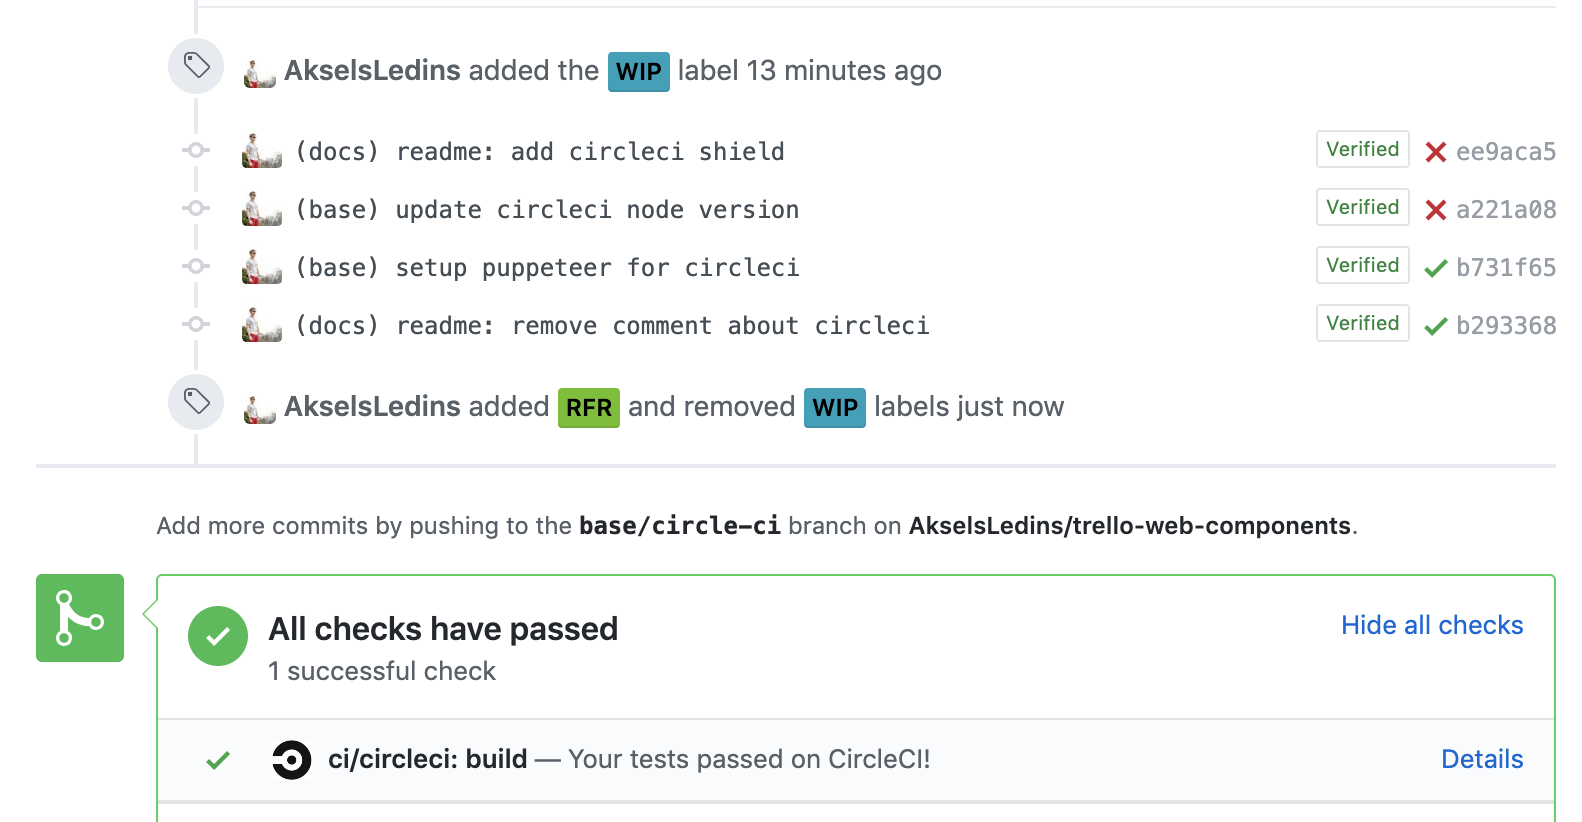 AkselsLedins added the WIP label 13 minutes ago
(docs) readme: add circleci shield Verified ee9aca5
(base) update circleci node version Verified a221a08
(base) setup puppeteer for circleci Verified b731f65
(docs) readme: remove comment about circleci Verified b293368
AkselsLedins added RFR and removed WIP labels just now
Add more commits by pushing to the base/circle-ci branch on AkselsLedins/trello-web-components.
All checks have passed Hide all checks
1 successful check
ci/circleci: build — Your tests passed on CircleCI! Details